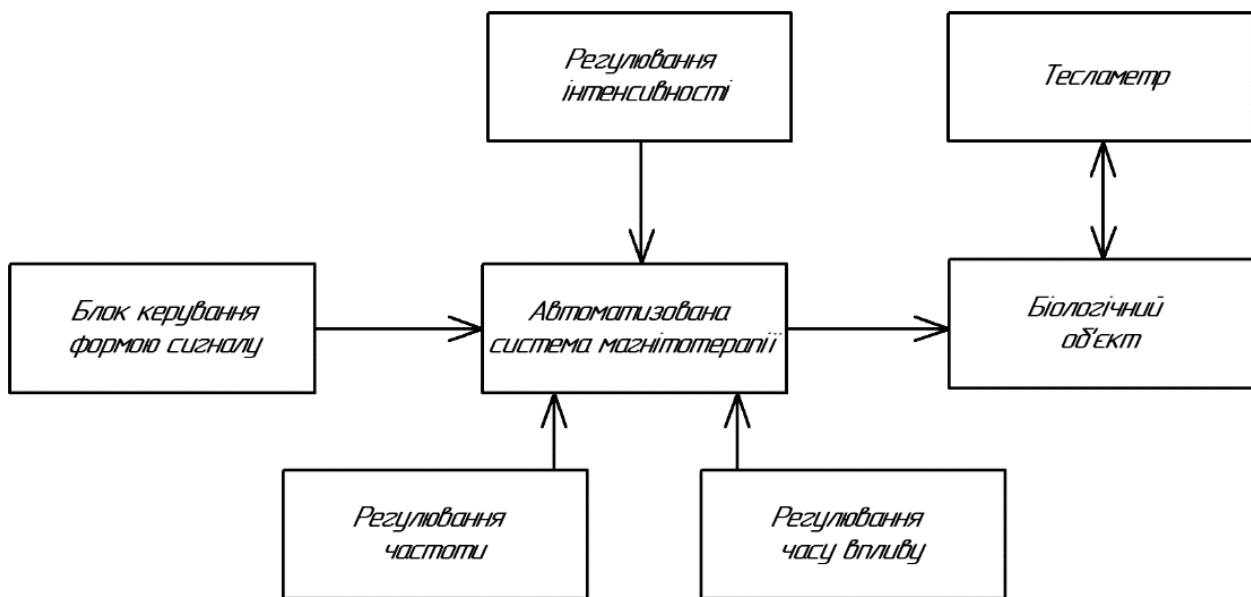 Регулювання
інтенсивності
Тесламетр
Блок керування
формою сигналу
Автоматизована
система магнітотерапії
Біологічний
об'єкт
Регулювання
частоти
Регулювання
часу впливу